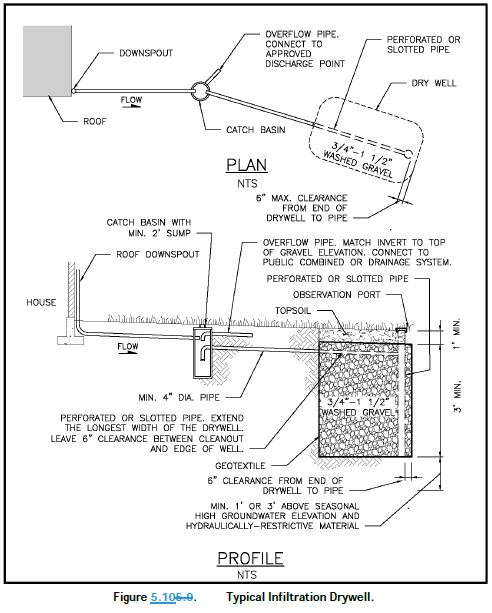 OVERFLOW PIPE.
CONNECT TO
APPROVED
DISCHARGE POINT
PERFORATED OR
SLOTTED PIPE
DOWNSPOUT
DRY WELL
FLOW
ROOF
CATCH BASIN
3/4"-1 1/2"
WASHED GRAVEL
PLAN
NTS
6" MAX. CLEARANCE
FROM END OF
DRYWELL TO PIPE
CATCH BASIN WITH
MIN. 2' SUMP
ROOF DOWNSPOUT
OVERFLOW PIPE. MATCH INVERT TO TOP
OF GRAVEL ELEVATION. CONNECT TO
PUBLIC COMBINED OR DRAINAGE SYSTEM.
PERFORATED OR SLOTTED PIPE
OBSERVATION PORT
TOPSOIL
HOUSE
FLOW
1' MIN.
MIN. 4" DIA. PIPE
3/4"-1 1/2"
WASHED GRAVEL
3' MIN.
PERFORATED OR SLOTTED PIPE. EXTEND
THE LONGEST WIDTH OF THE DRYWELL.
LEAVE 6" CLEARANCE BETWEEN CLEANOUT
AND EDGE OF WELL.
GEOTEXTILE
6" CLEARANCE FROM END OF
DRYWELL TO PIPE
MIN. 1' OR 3' ABOVE SEASONAL
HIGH GROUNDWATER ELEVATION AND
HYDRAULICALLY-RESTRICTIVE MATERIAL
PROFILE
NTS
Figure 5.105.9. Typical Infiltration Drywell.